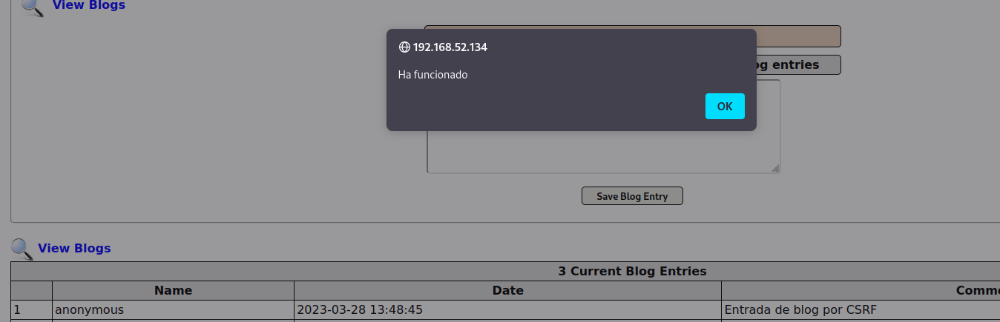 View Blogs
192.168.52.134
Ha funcionado
og entries
OK
Save Blog Entry
View Blogs
3 Current Blog Entries
Name Date Comme
1 anonymous 2023-03-28 13:48:45 Entrada de blog por CSRF